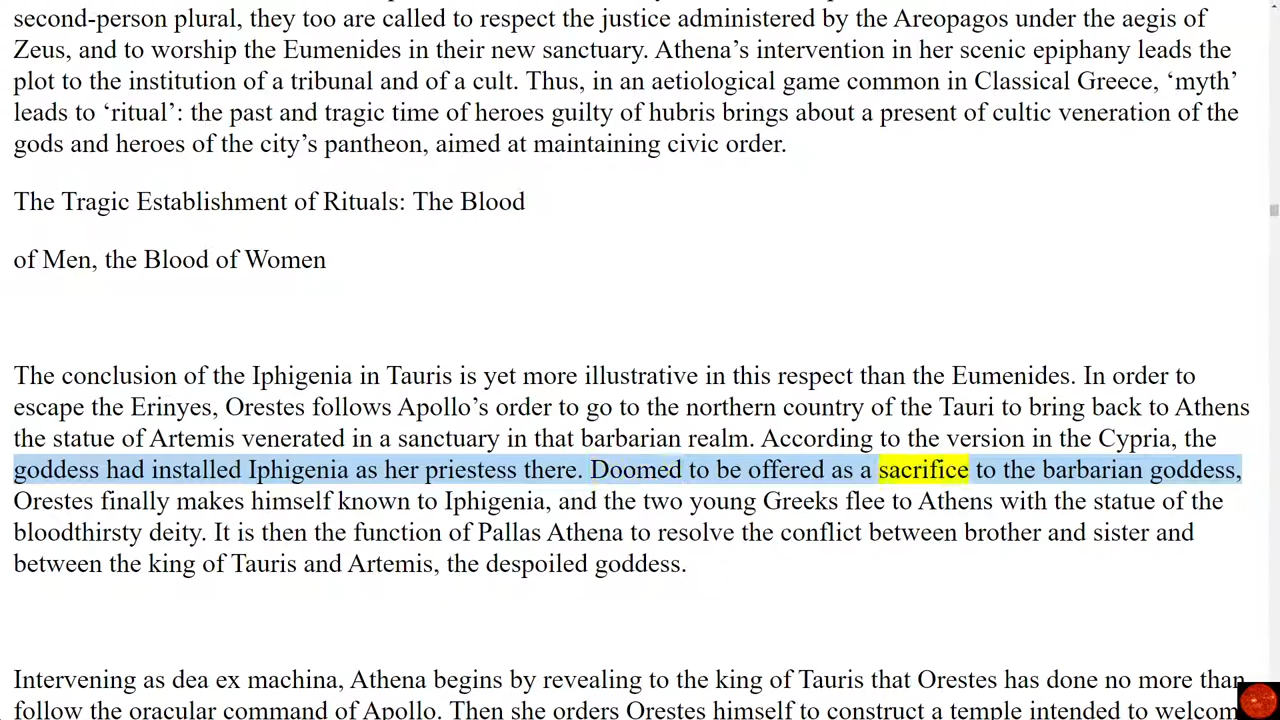 second-person plural, they too are called to respect the justice administered by the Areopagos under the aegis of
Zeus, and to worship the Eumenides in their new sanctuary. Athena’s intervention in her scenic epiphany leads the
plot to the institution of a tribunal and of a cult. Thus, in an aetiological game common in Classical Greece, ‘myth’
leads to ‘ritual’: the past and tragic time of heroes guilty of hubris brings about a present of cultic veneration of the
gods and heroes of the city’s pantheon, aimed at maintaining civic order.
The Tragic Establishment of Rituals: The Blood
of Men, the Blood of Women
The conclusion of the Iphigenia in Tauris is yet more illustrative in this respect than the Eumenides. In order to
escape the Erinyes, Orestes follows Apollo’s order to go to the northern country of the Tauri to bring back to Athens
the statue of Artemis venerated in a sanctuary in that barbarian realm. According to the version in the Cypria, the
goddess had installed Iphigenia as her priestess there. Doomed to be offered as a sacrifice to the barbarian goddess,
Orestes finally makes himself known to Iphigenia, and the two young Greeks flee to Athens with the statue of the
bloodthirsty deity. It is then the function of Pallas Athena to resolve the conflict between brother and sister and
between the king of Tauris and Artemis, the despoiled goddess.
Intervening as dea ex machina, Athena begins by revealing to the king of Tauris that Orestes has done no more than
follow the oracular command of Apollo. Then she orders Orestes himself to construct a temple intended to welcom